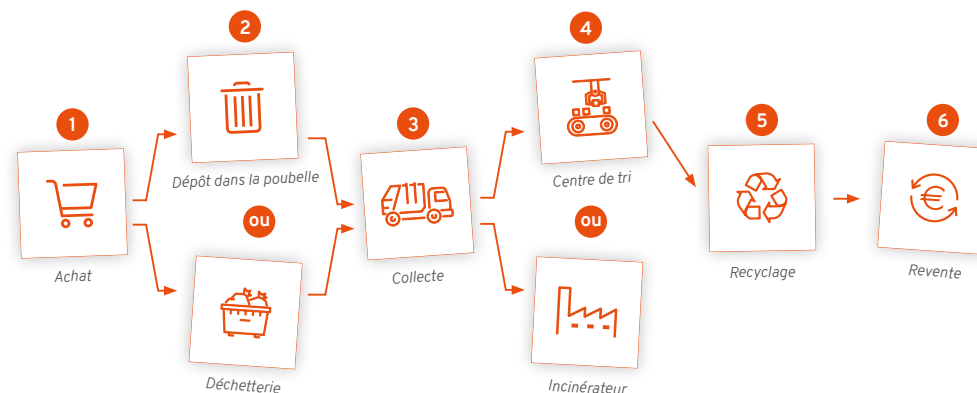 1
Achat
2
Dépôt dans la poubelle
ou
Déchetterie
3
Collecte
4
Centre de tri
ou
Incinérateur
5
Recyclage
6
€
Revente